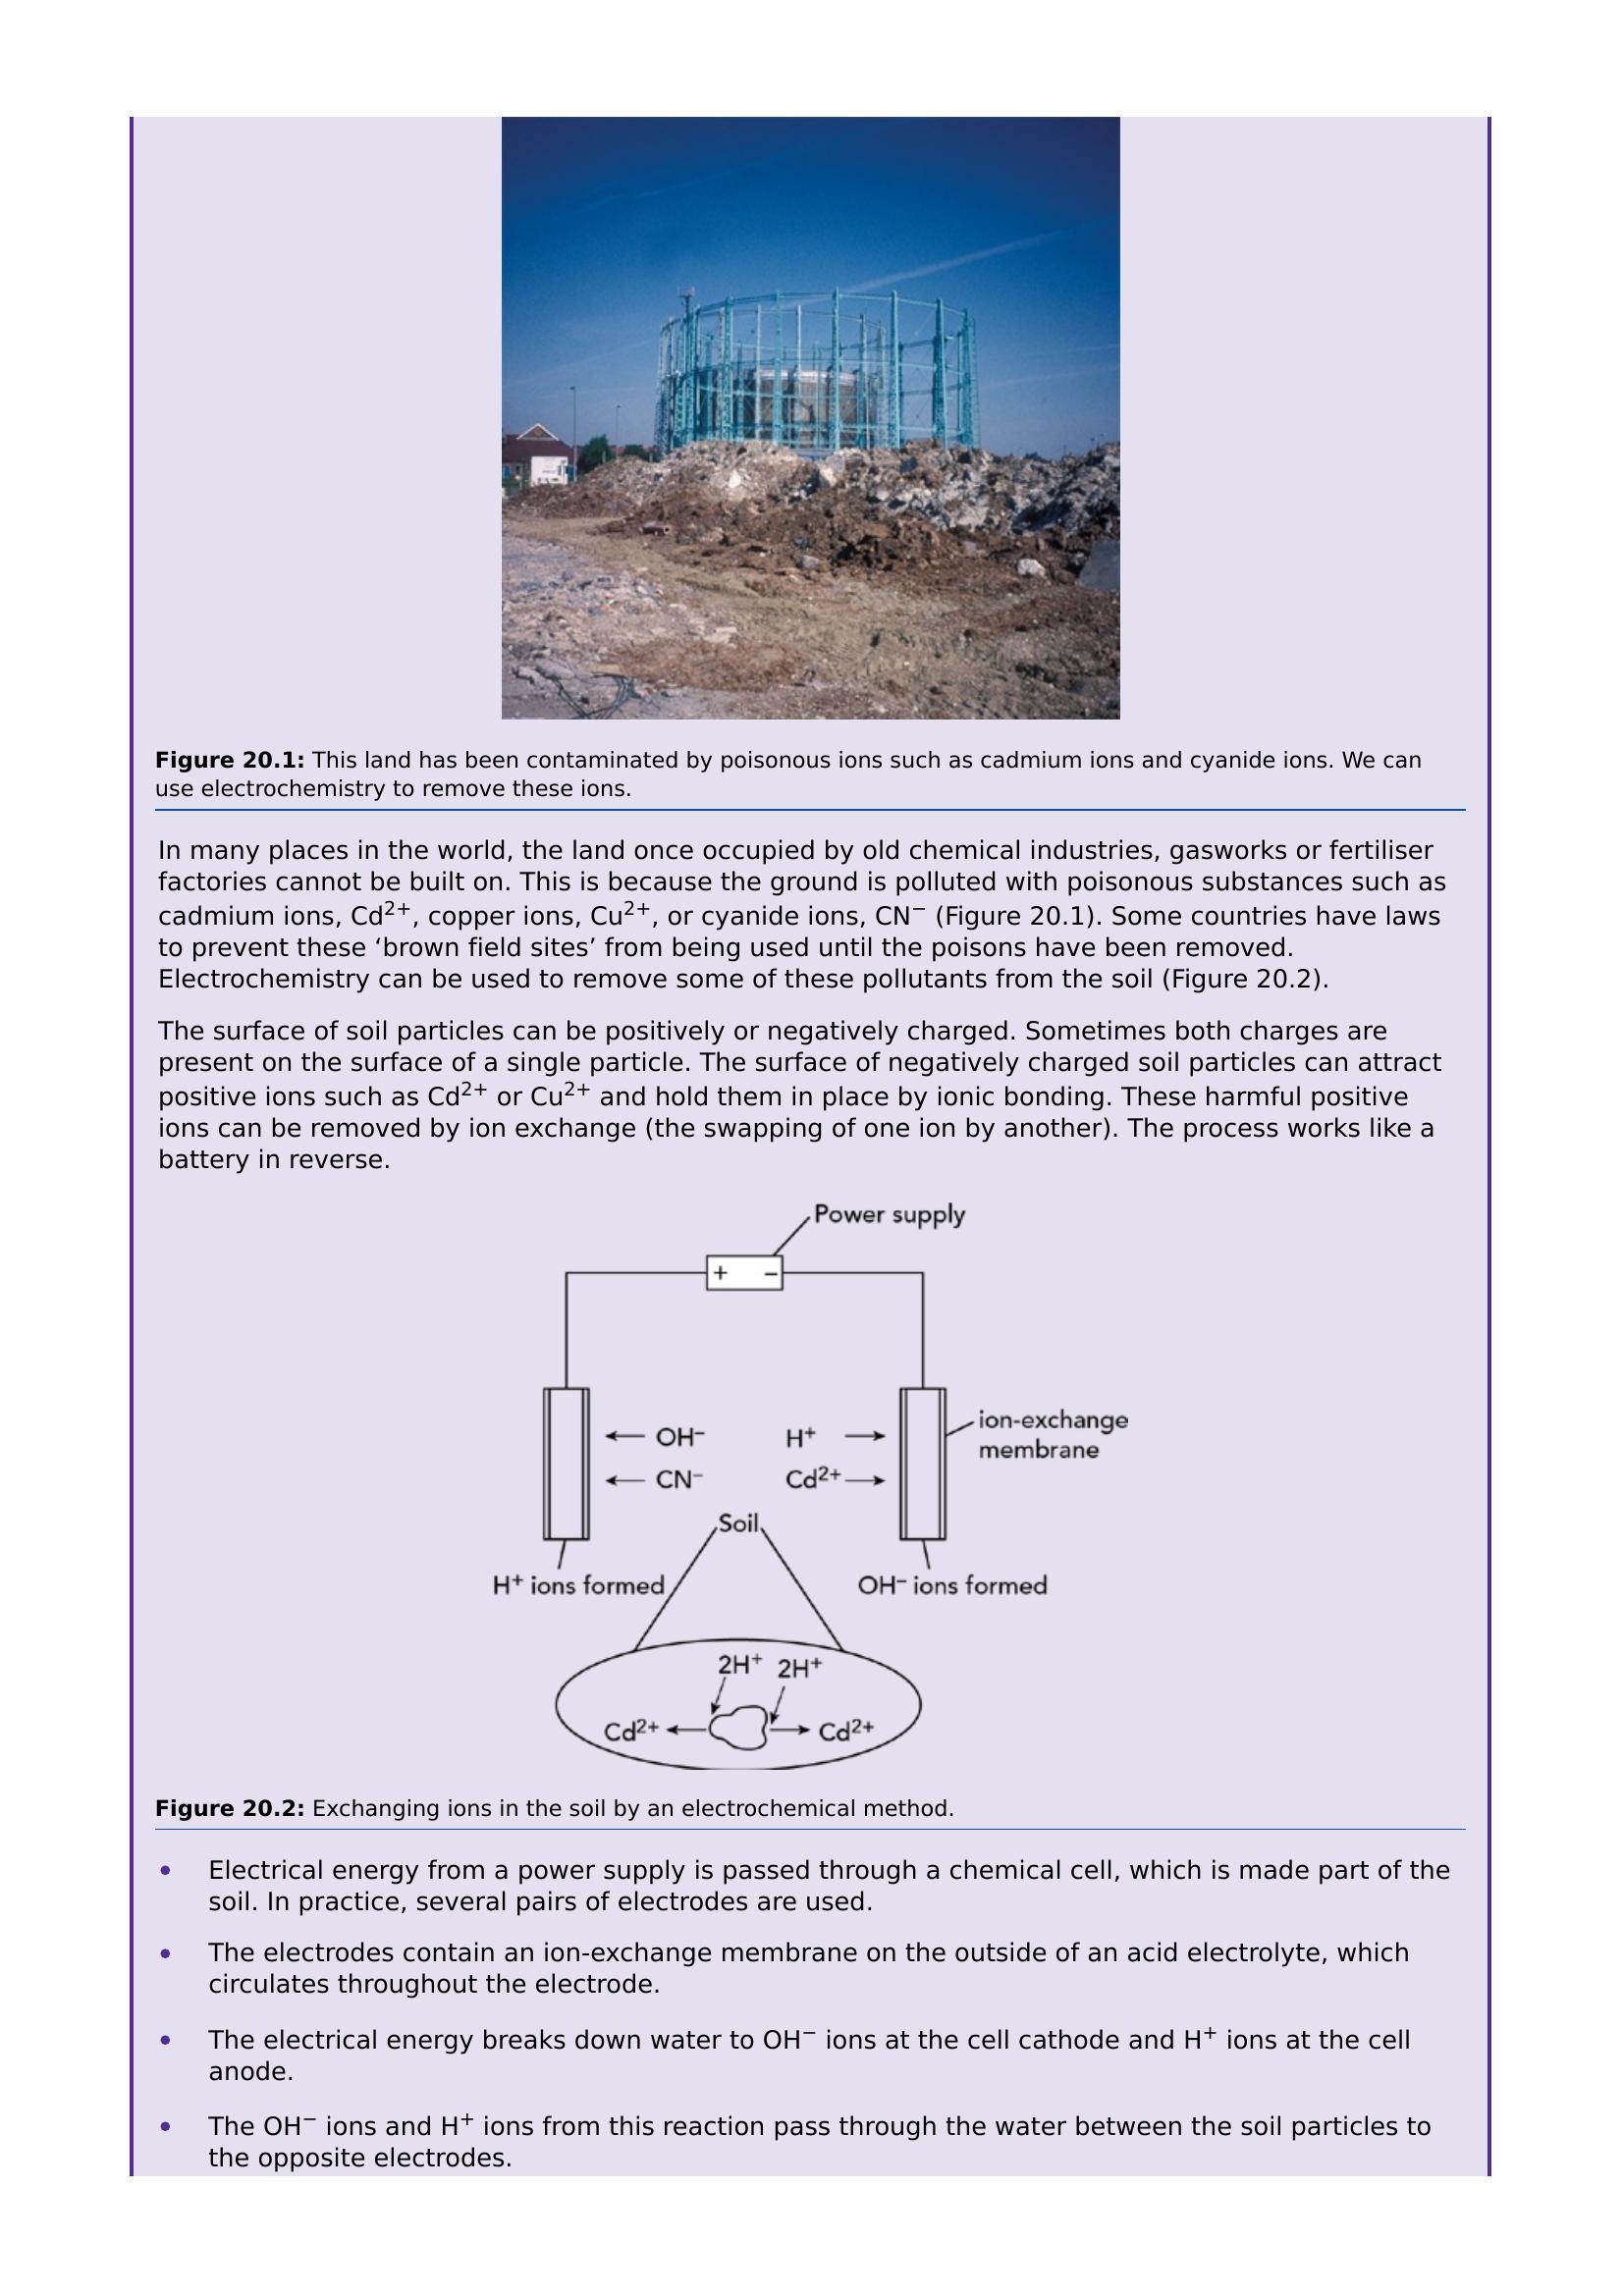 Figure 20.1: This land has been contaminated by poisonous ions such as cadmium ions and cyanide ions. We can
use electrochemistry to remove these ions.
In many places in the world, the land once occupied by old chemical industries, gasworks or fertiliser
factories cannot be built on. This is because the ground is polluted with poisonous substances such as
cadmium ions, Cd²⁺, copper ions, Cu²⁺, or cyanide ions, CN⁻ (Figure 20.1). Some countries have laws
to prevent these ‘brown field sites’ from being used until the poisons have been removed.
Electrochemistry can be used to remove some of these pollutants from the soil (Figure 20.2).
The surface of soil particles can be positively or negatively charged. Sometimes both charges are
present on the surface of a single particle. The surface of negatively charged soil particles can attract
positive ions such as Cd²⁺ or Cu²⁺ and hold them in place by ionic bonding. These harmful positive
ions can be removed by ion exchange (the swapping of one ion by another). The process works like a
battery in reverse.
Power supply
+ −
OH⁻ H⁺
ion-exchange
membrane
CN⁻ Cd²⁺
Soil
H⁺ ions formed OH⁻ ions formed
2H⁺ 2H⁺
Cd²⁺ Cd²⁺
Figure 20.2: Exchanging ions in the soil by an electrochemical method.
• Electrical energy from a power supply is passed through a chemical cell, which is made part of the
soil. In practice, several pairs of electrodes are used.
• The electrodes contain an ion-exchange membrane on the outside of an acid electrolyte, which
circulates throughout the electrode.
• The electrical energy breaks down water to OH⁻ ions at the cell cathode and H⁺ ions at the cell
anode.
• The OH⁻ ions and H⁺ ions from this reaction pass through the water between the soil particles to
the opposite electrodes.